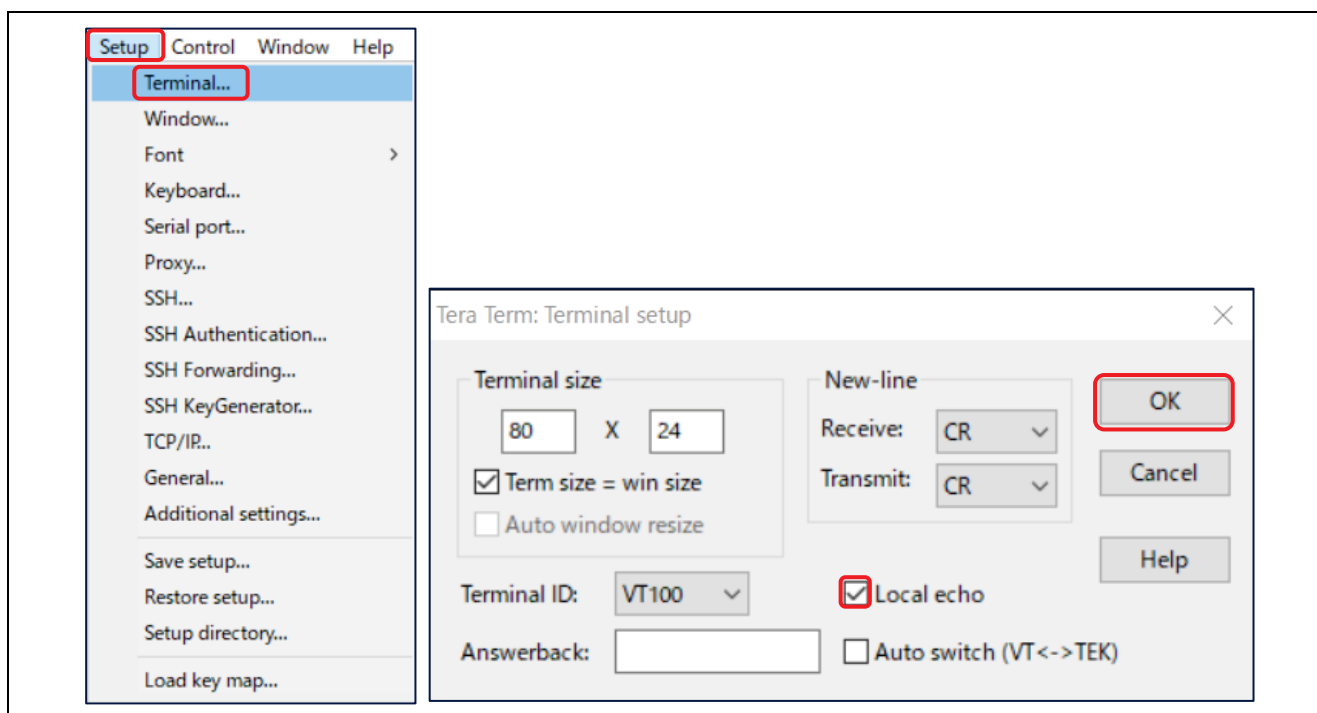 Setup Control Window Help
Terminal...
Window...
Font
Keyboard...
Serial port...
Proxy...
SSH...
SSH Authentication...
SSH Forwarding...
SSH KeyGenerator...
TCP/IP...
General...
Additional settings...
Save setup...
Restore setup...
Setup directory...
Load key map...
Tera Term: Terminal setup
Terminal size
80 X 24
Term size = win size
Auto window resize
New-line
Receive: CR
Transmit: CR
OK
Cancel
Help
Terminal ID: VT100
Local echo
Answerback:
Auto switch (VT<->TEK)